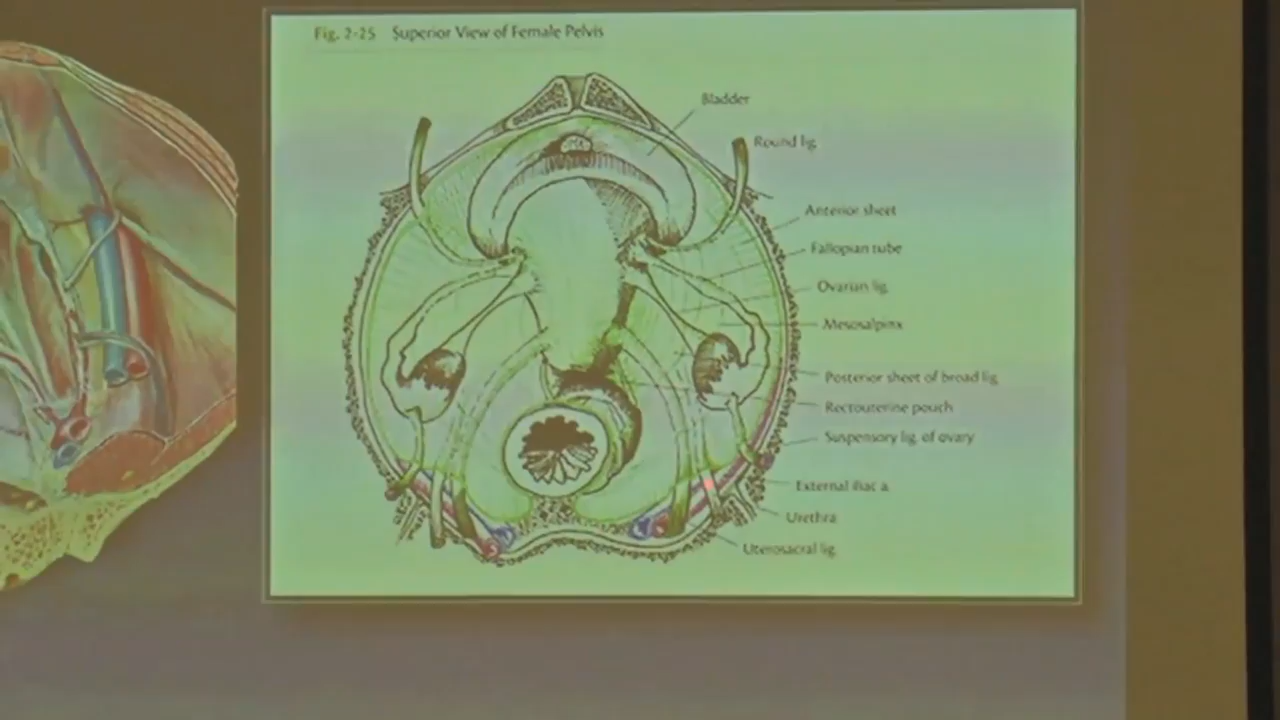 Fig. 2-25 Superior View of Female Pelvis
Bladder
Round lig.
Anterior sheet
Fallopian tube
Ovarian lig.
Mesosalpinx
Posterior sheet of broad lig.
Rectouterine pouch
Suspensory lig. of ovary
External iliac a.
Urethra
Uterosacral lig.